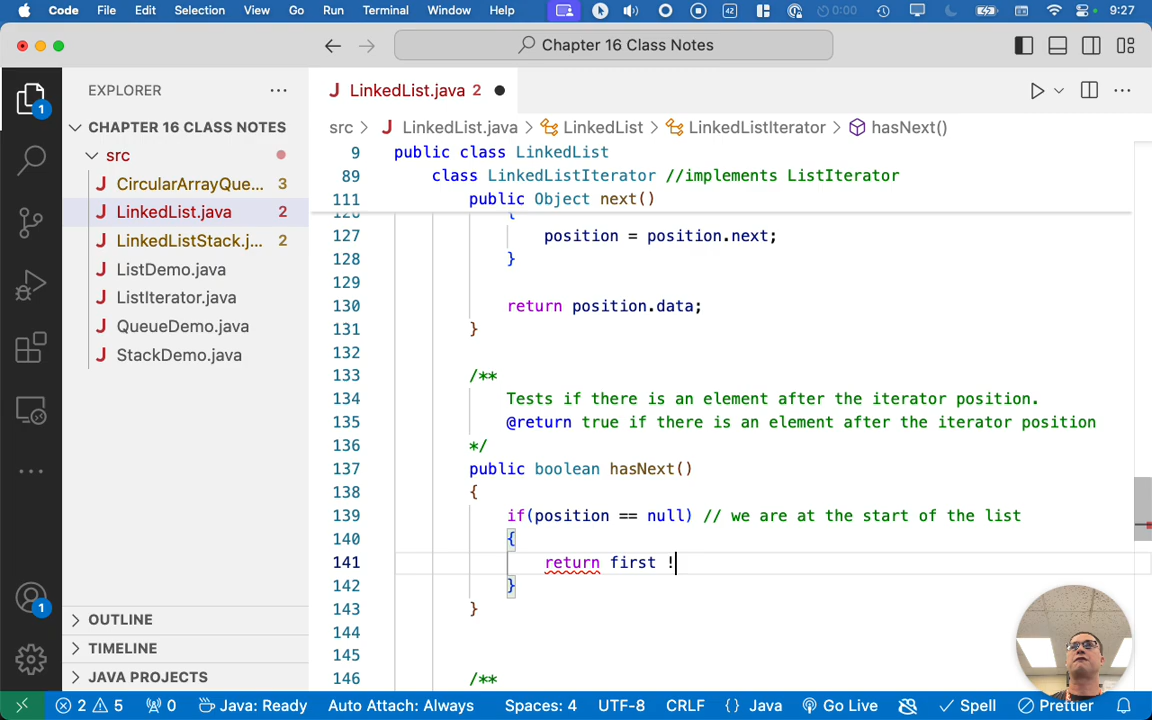 Code File Edit Selection View Go Run Terminal Window Help 42 0:00 9:27
Chapter 16 Class Notes
EXPLORER
J LinkedList.java 2
CHAPTER 16 CLASS NOTES
src > J LinkedList.java > LinkedList > LinkedListIterator > hasNext()
1
src
J CircularArrayQue... 3
J LinkedList.java 2
J LinkedListStack.j... 2
J ListDemo.java
J ListIterator.java
J QueueDemo.java
J StackDemo.java
1
OUTLINE
TIMELINE
JAVA PROJECTS
9 public class LinkedList
89 class LinkedListIterator //implements ListIterator
111 public Object next()
126 {
127 position = position.next;
128 }
129
130 return position.data;
131 }
132
133 /**
134 Tests if there is an element after the iterator position.
135 @return true if there is an element after the iterator position
136 */
137 public boolean hasNext()
138 {
139 if(position == null) // we are at the start of the list
140 {
141 return first !
142 }
143 }
144
145
146 /**
2 5 0 Java: Ready Auto Attach: Always Spaces: 4 UTF-8 CRLF {} Java Go Live Spell Prettier